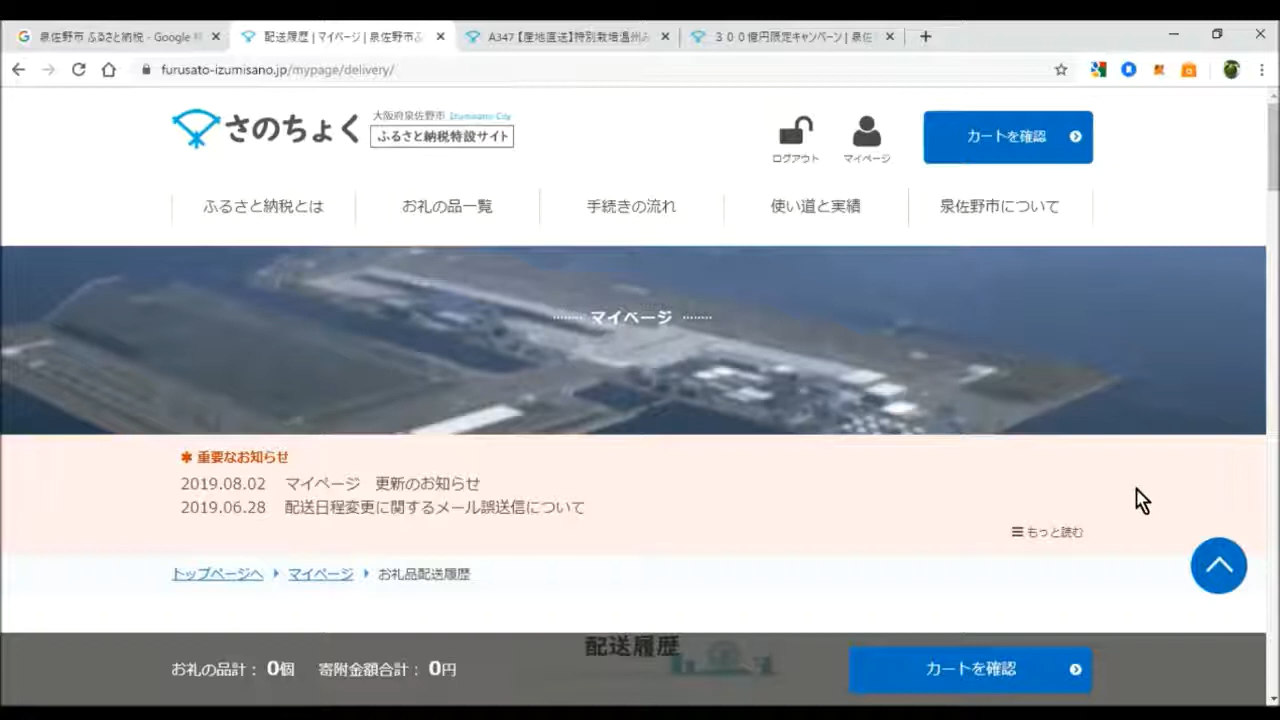 泉佐野市 ふるさと納税 - Google
配送履歴 | マイページ | 泉佐野市ふ
A347【産地直送】特別栽培温州み
３００億円限定キャンペーン | 泉佐
furusato-izumisano.jp/mypage/delivery/
さのちょく
大阪府泉佐野市 Izumisano City
ふるさと納税特設サイト
ログアウト
マイページ
カートを確認
ふるさと納税とは
お礼の品一覧
手続きの流れ
使い道と実績
泉佐野市について
マイページ
✱ 重要なお知らせ
2019.08.02 マイページ 更新のお知らせ
2019.06.28 配送日程変更に関するメール誤送信について
もっと読む
トップページへ マイページ お礼品配送履歴
配送履歴
お礼の品計： 0個 寄附金額合計： 0円
カートを確認